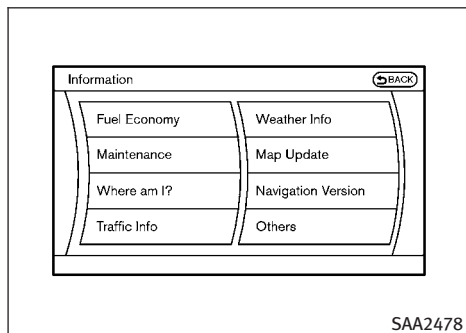 Information
BACK
Fuel Economy
Weather Info
Maintenance
Map Update
Where am I?
Navigation Version
Traffic Info
Others
SAA2478